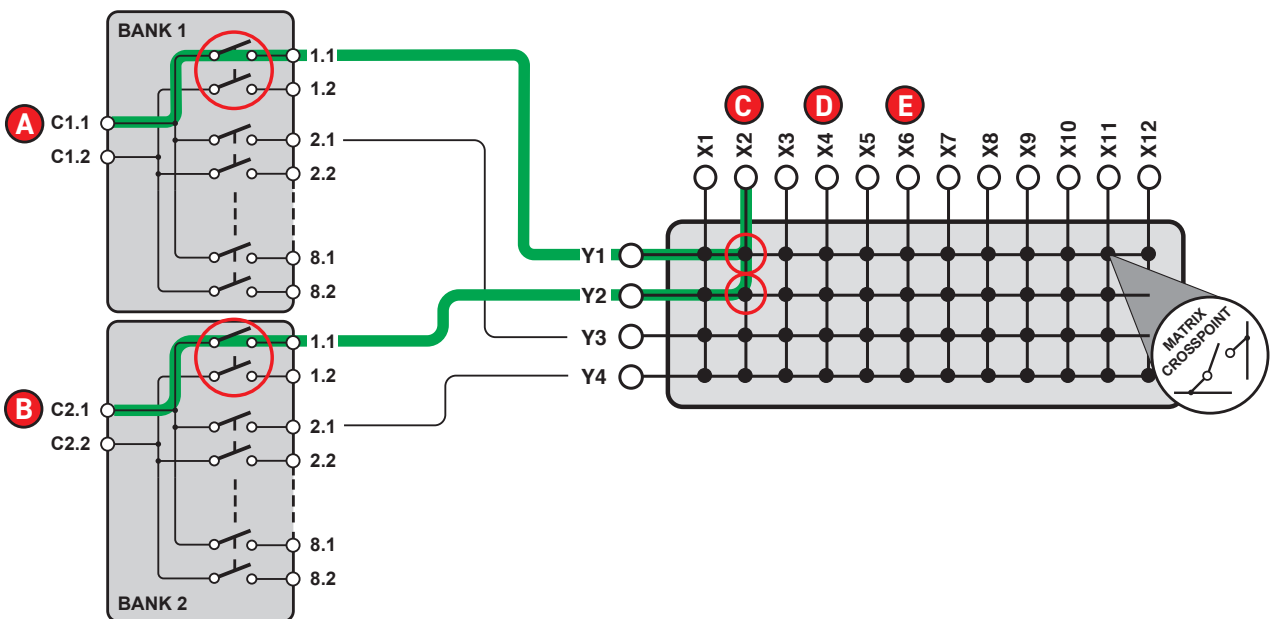 BANK 1
1.1
1.2
A C1.1
C1.2
2.1
2.2
8.1
8.2
BANK 2
1.1
1.2
B C2.1
C2.2
2.1
2.2
8.1
8.2
C D E
X1 X2 X3 X4 X5 X6 X7 X8 X9 X10 X11 X12
Y1
Y2
Y3
Y4
MATRIX
CROSSPOINT